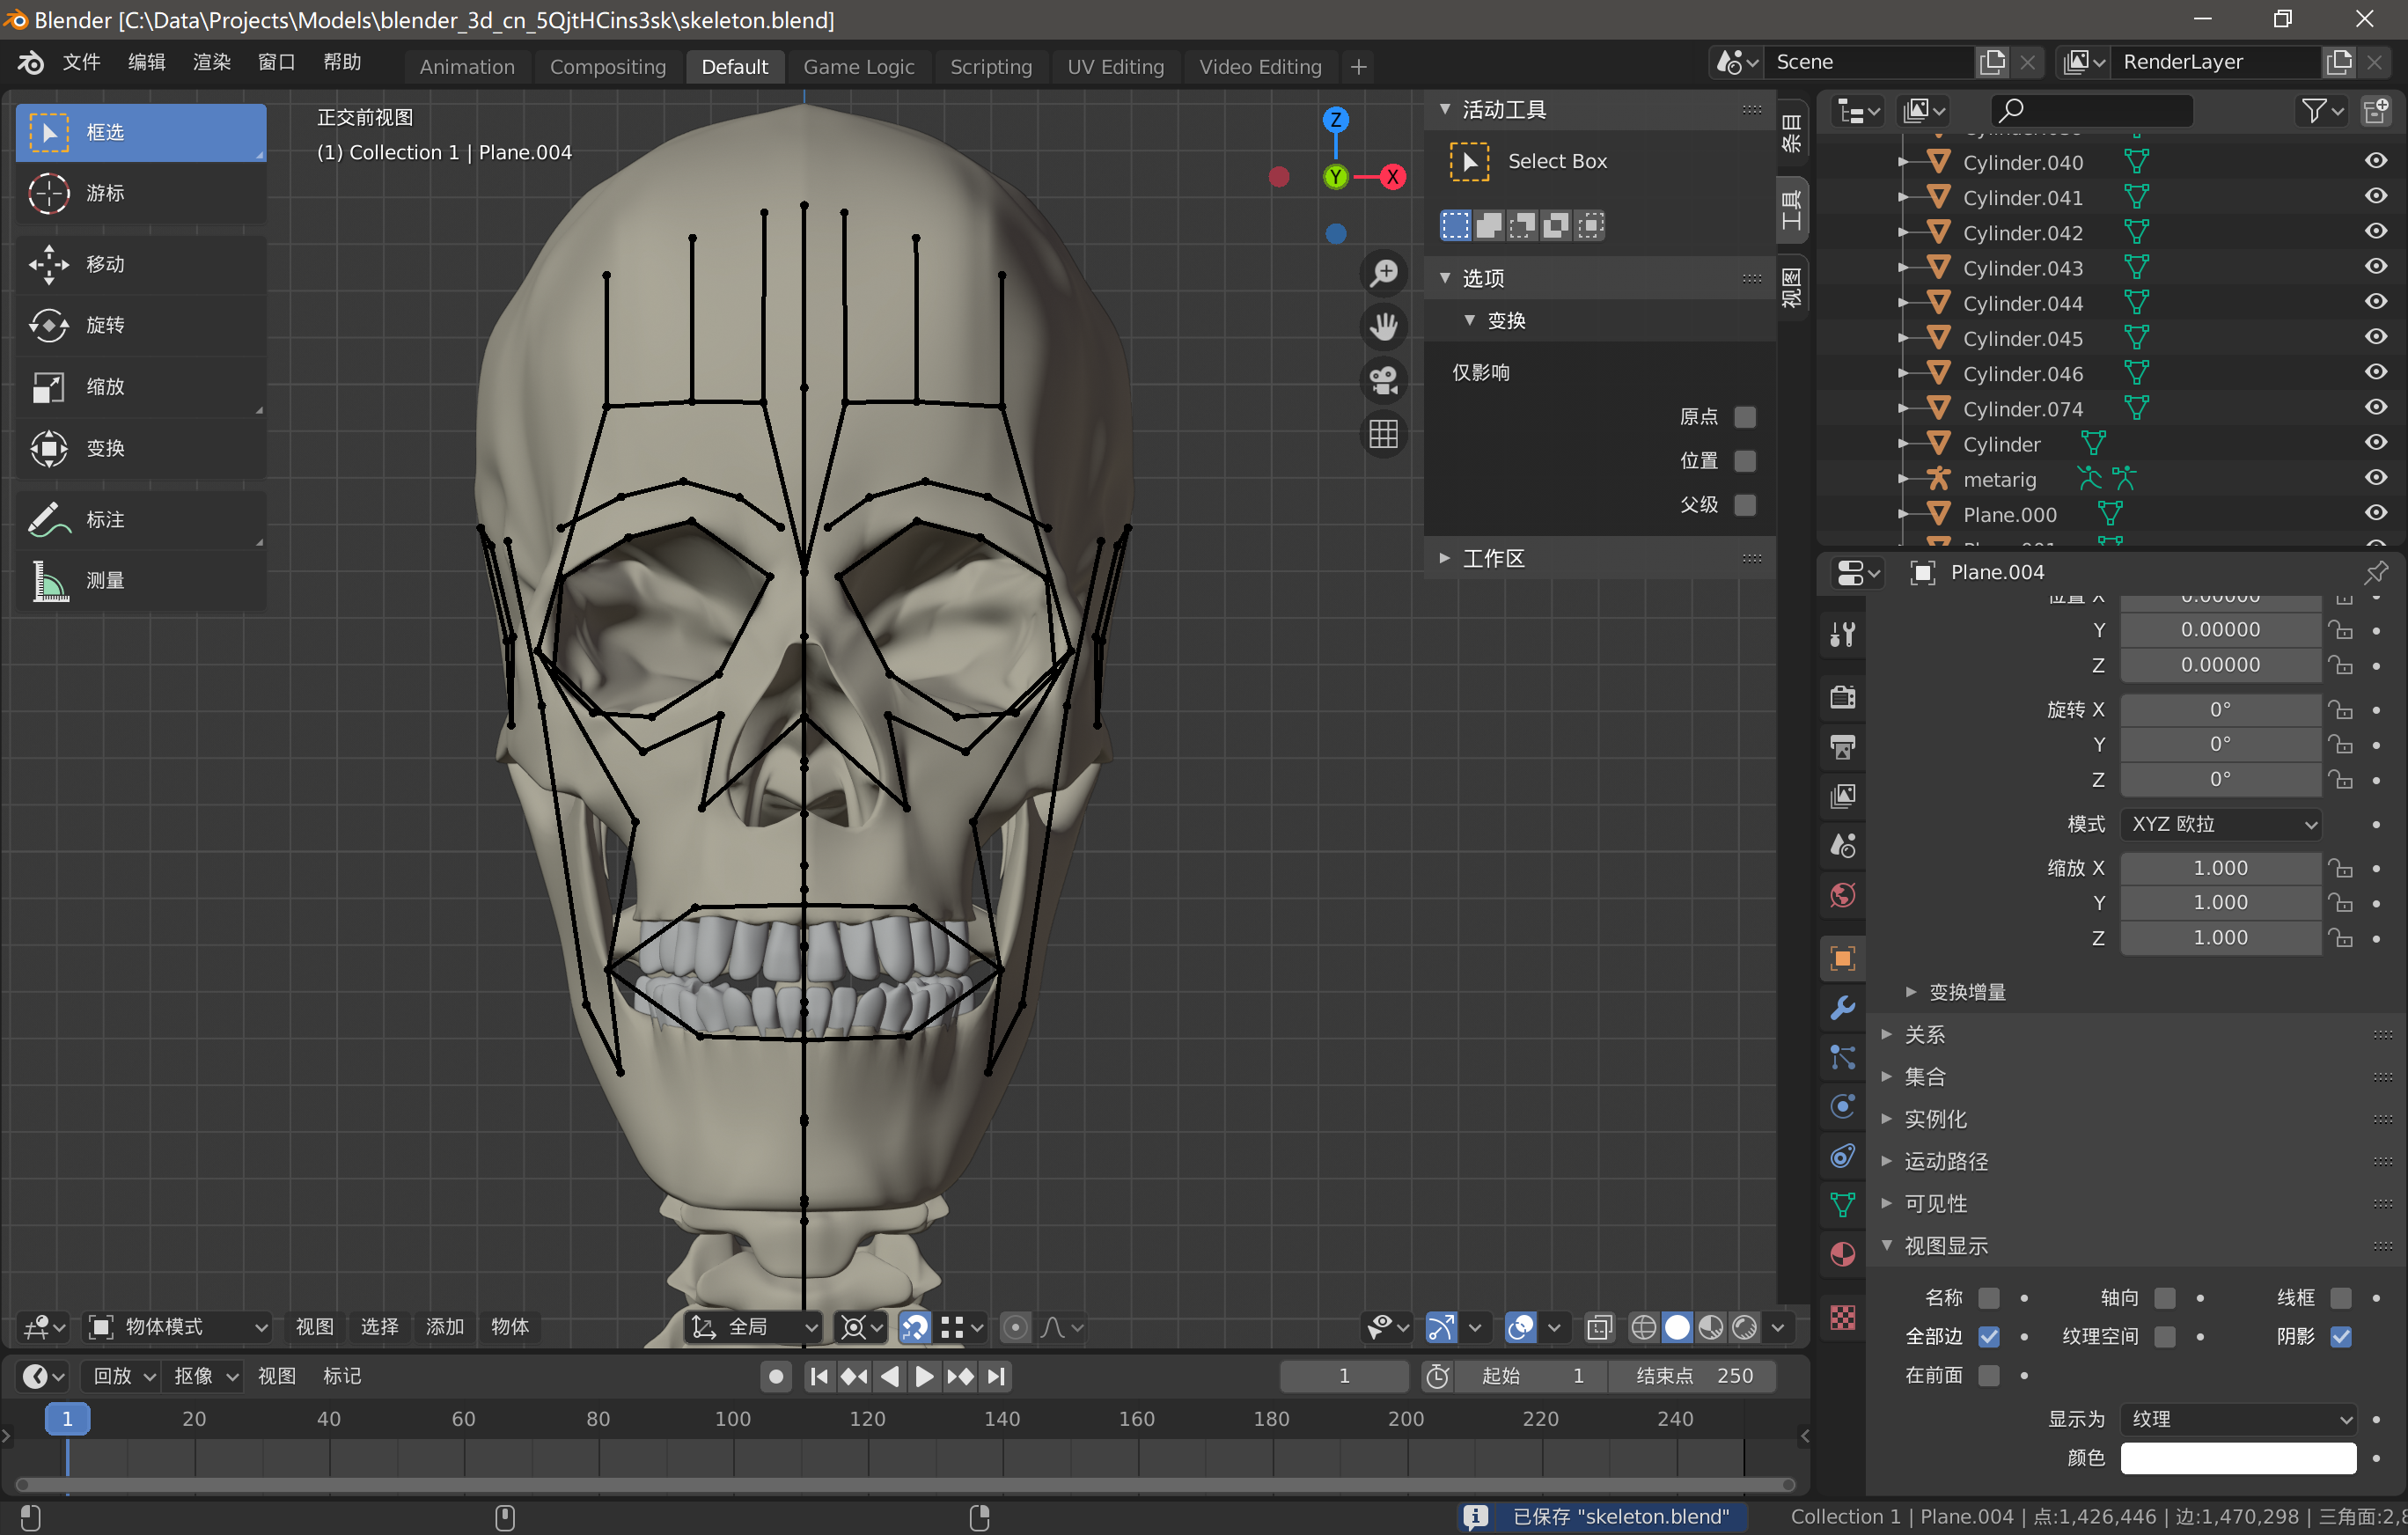 Blender [C:\Data\Projects\Models\blender_3d_cn_5QjtHCins3sk\skeleton.blend]
文件 编辑 渲染 窗口 帮助 Animation Compositing Default Game Logic Scripting UV Editing Video Editing Scene RenderLayer
框选
游标
移动
旋转
缩放
变换
标注
测量
正交前视图
(1) Collection 1 | Plane.004
Z
Y X
活动工具
Select Box
选项
变换
仅影响
原点
位置
父级
工作区
条目
工具
视图
Cylinder.040
Cylinder.041
Cylinder.042
Cylinder.043
Cylinder.044
Cylinder.045
Cylinder.046
Cylinder.074
Cylinder
metarig
Plane.000
Plane.004
位置 X 0.00000
Y 0.00000
Z 0.00000
旋转 X 0°
Y 0°
Z 0°
模式 XYZ 欧拉
缩放 X 1.000
Y 1.000
Z 1.000
变换增量
关系
集合
实例化
运动路径
可见性
视图显示
名称 轴向 线框
全部边 纹理空间 阴影
在前面
显示为 纹理
颜色
物体模式 视图 选择 添加 物体 全局
回放 抠像 视图 标记 1 起始 1 结束点 250
1 20 40 60 80 100 120 140 160 180 200 220 240
已保存 "skeleton.blend" Collection 1 | Plane.004 | 点:1,426,446 | 边:1,470,298 | 三角面:2,